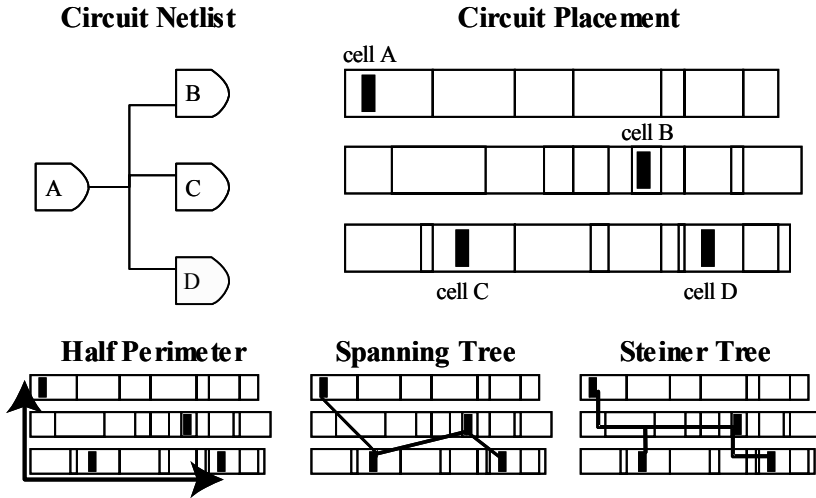 Circuit Netlist
Circuit Placement
cell A
B
cell B
A
C
D
cell C
cell D
Half Perimeter
Spanning Tree
Steiner Tree